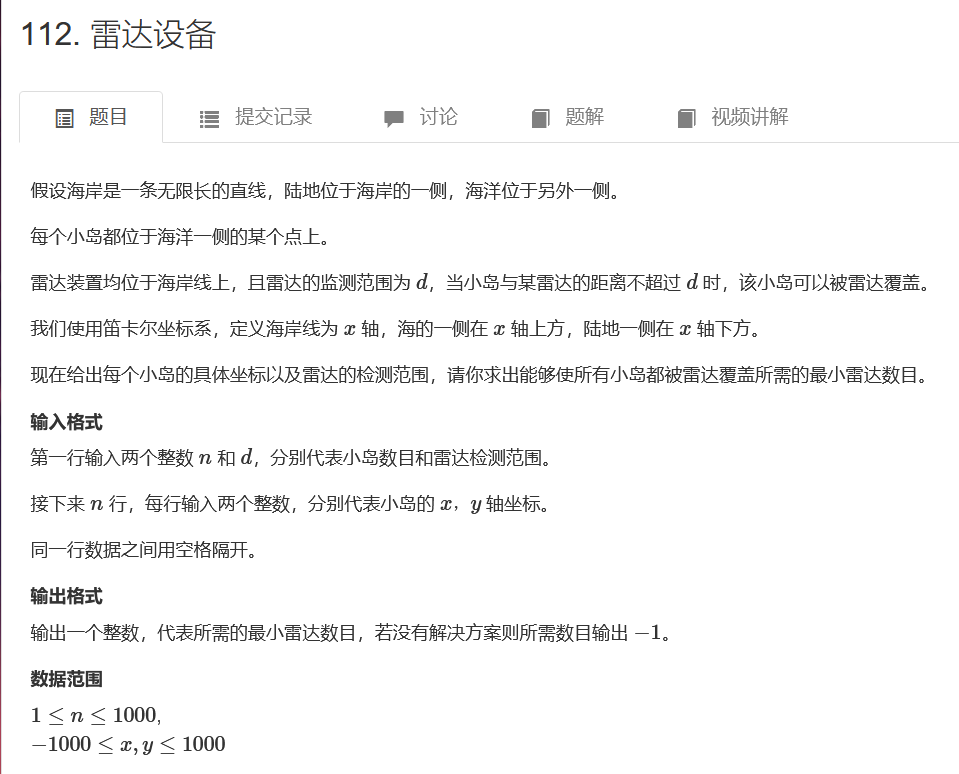 112. 雷达设备
题目 提交记录 讨论 题解 视频讲解
假设海岸是一条无限长的直线，陆地位于海岸的一侧，海洋位于另外一侧。
每个小岛都位于海洋一侧的某个点上。
雷达装置均位于海岸线上，且雷达的监测范围为 d，当小岛与某雷达的距离不超过 d 时，该小岛可以被雷达覆盖。
我们使用笛卡尔坐标系，定义海岸线为 x 轴，海的一侧在 x 轴上方，陆地一侧在 x 轴下方。
现在给出每个小岛的具体坐标以及雷达的检测范围，请你求出能够使所有小岛都被雷达覆盖所需的最小雷达数目。
输入格式
第一行输入两个整数 n 和 d，分别代表小岛数目和雷达检测范围。
接下来 n 行，每行输入两个整数，分别代表小岛的 x，y 轴坐标。
同一行数据之间用空格隔开。
输出格式
输出一个整数，代表所需的最小雷达数目，若没有解决方案则所需数目输出 −1。
数据范围
1 ≤ n ≤ 1000,
−1000 ≤ x, y ≤ 1000